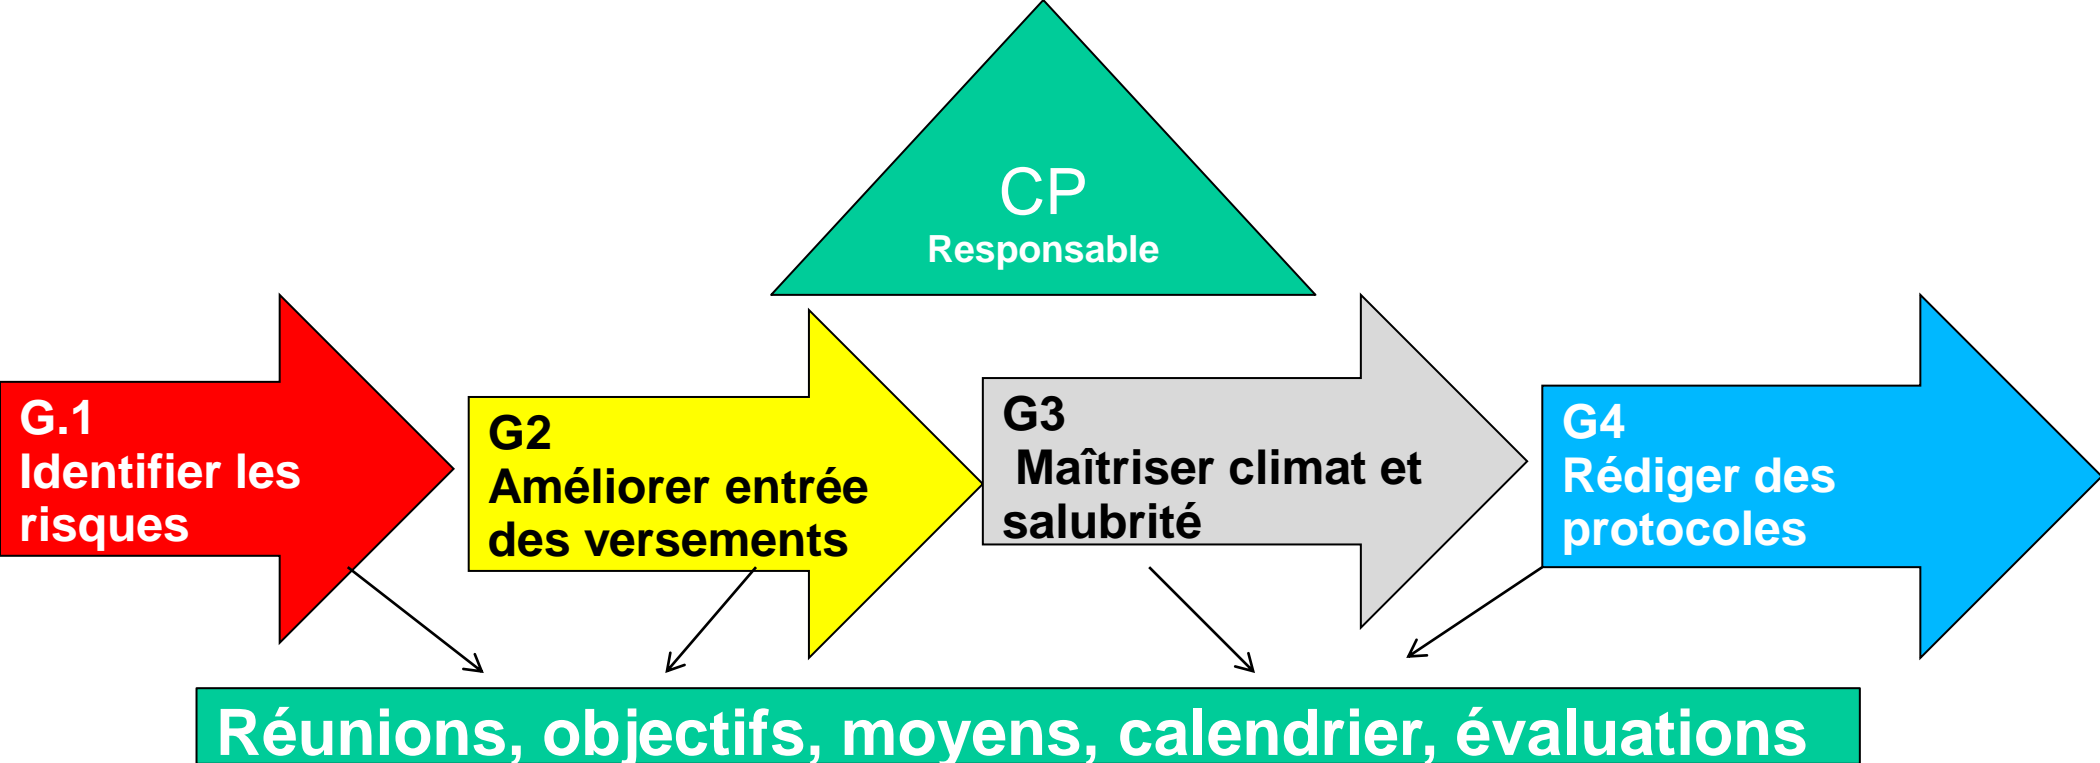 CP
Responsable
G.1
Identifier les
risques
G2
Améliorer entrée
des versements
G3
Maîtriser climat et
salubrité
G4
Rédiger des
protocoles
Réunions, objectifs, moyens, calendrier, évaluations